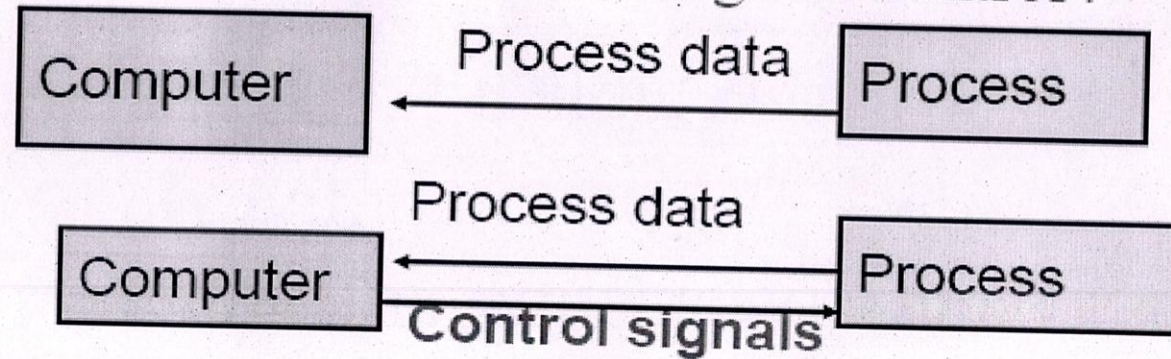 Process data
Computer
Process
Process data
Computer
Process
Control signals